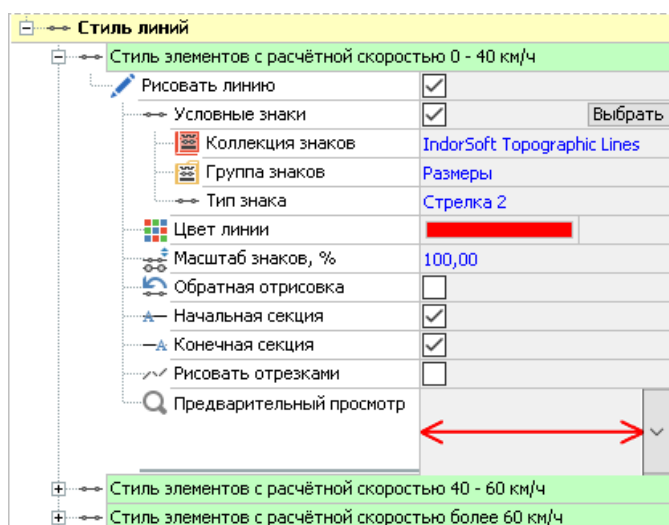 Стиль линий
Стиль элементов с расчётной скоростью 0 - 40 км/ч
Рисовать линию
Условные знаки Выбрать
Коллекция знаков IndorSoft Topographic Lines
Группа знаков Размеры
Тип знака Стрелка 2
Цвет линии
Масштаб знаков, % 100,00
Обратная отрисовка
Начальная секция
Конечная секция
Рисовать отрезками
Предварительный просмотр
Стиль элементов с расчётной скоростью 40 - 60 км/ч
Стиль элементов с расчётной скоростью более 60 км/ч